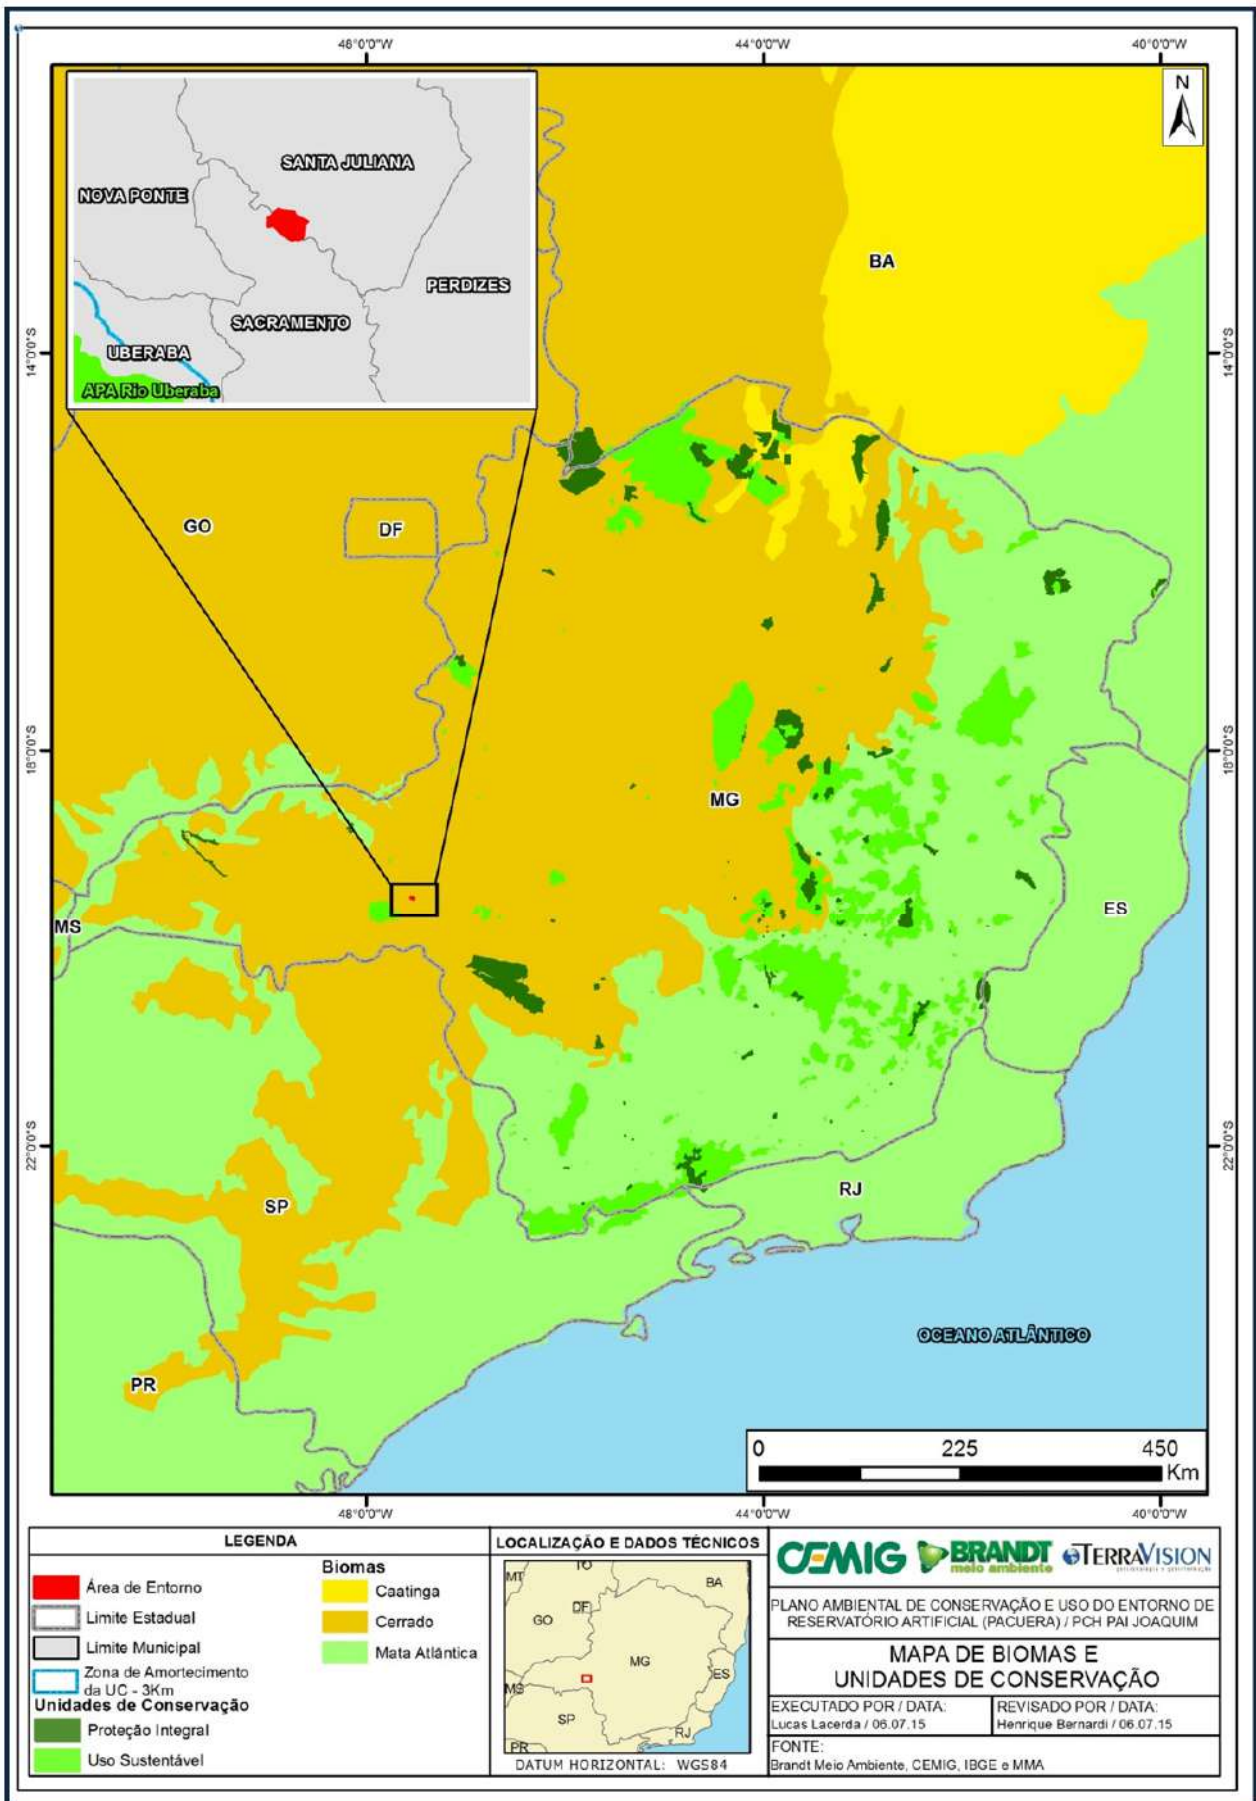 48°0'0"W
44°0'0"W
40°0'0"W
N
SANTA JULIANA
NOVA PONTE
PERDIZES
SACRAMENTO
UBERABA
APA Rio Uberaba
BA
14°0'0"S
14°0'0"S
GO
DF
18°0'0"S
18°0'0"S
MG
MS
ES
22°0'0"S
22°0'0"S
RJ
SP
OCEANO ATLÂNTICO
PR
0 225 450
Km
48°0'0"W
44°0'0"W
40°0'0"W
LEGENDA
Área de Entorno
Limite Estadual
Limite Municipal
Zona de Amortecimento
da UC - 3Km
Unidades de Conservação
Proteção Integral
Uso Sustentável
Biomas
Caatinga
Cerrado
Mata Atlântica
LOCALIZAÇÃO E DADOS TÉCNICOS
MT
TO
BA
GO
DF
MG
MS
ES
SP
RJ
PR
DATUM HORIZONTAL: WGS84
CEMIG
BRANDT
meio ambiente
TERRAVISION
PLANO AMBIENTAL DE CONSERVAÇÃO E USO DO ENTORNO DE
RESERVATÓRIO ARTIFICIAL (PACUERA) / PCH PAI JOAQUIM
MAPA DE BIOMAS E
UNIDADES DE CONSERVAÇÃO
EXECUTADO POR / DATA:
Lucas Lacerda / 06.07.15
REVISADO POR / DATA:
Henrique Bernardi / 06.07.15
FONTE:
Brandt Meio Ambiente, CEMIG, IBGE e MMA